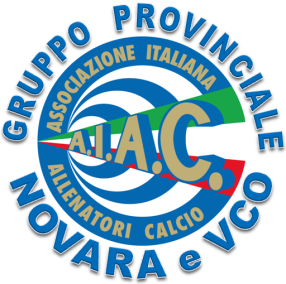 GRUPPO PROVINCIALE
ASSOCIAZIONE ITALIANA
A.I.A.C.
ALLENATORI CALCIO
NOVARA e VCO